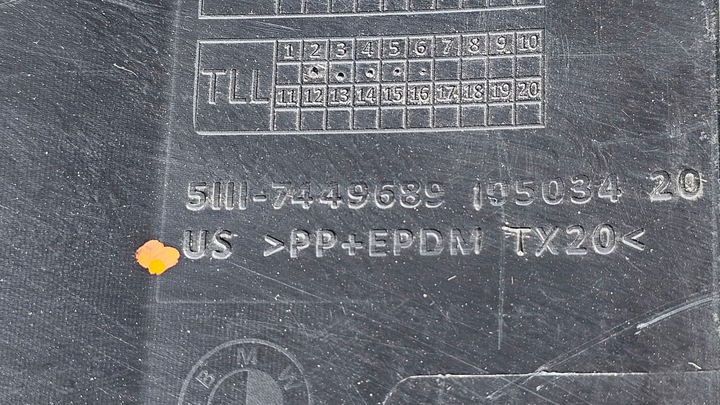 1 2 3 4 5 6 7 8 9 10
TLL
11 12 13 14 15 16 17 18 19 20
5111-7449689 105034 20
US >PP+EPDM TX20<
BMW